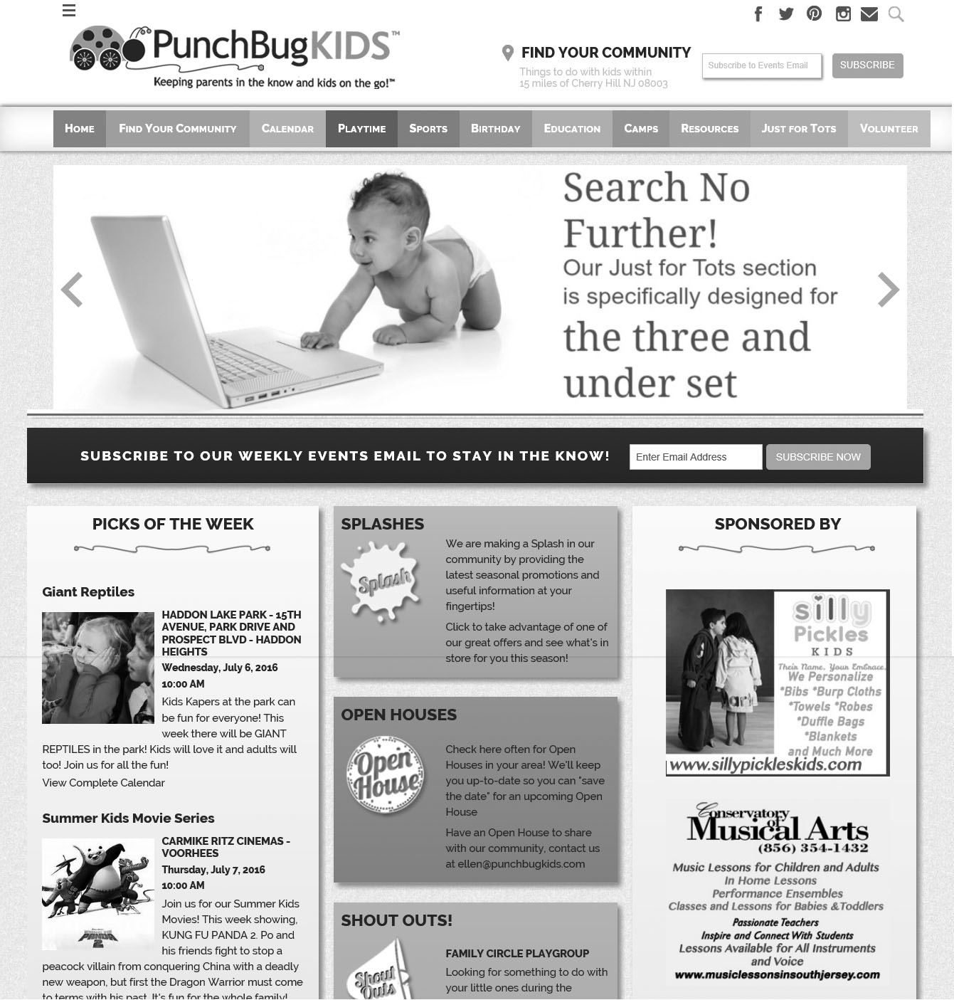 PunchBugKIDS™
Keeping parents in the know and kids on the go!™
FIND YOUR COMMUNITY
Things to do with kids within
15 miles of Cherry Hill NJ 08003
Subscribe to Events Email
SUBSCRIBE
Home
Find Your Community
Calendar
Playtime
Sports
Birthday
Education
Camps
Resources
Just for Tots
Volunteer
Search No
Further!
Our Just for Tots section
is specifically designed for
the three and
under set
SUBSCRIBE TO OUR WEEKLY EVENTS EMAIL TO STAY IN THE KNOW!
Enter Email Address
SUBSCRIBE NOW
PICKS OF THE WEEK
Giant Reptiles
HADDON LAKE PARK - 15TH
AVENUE, PARK DRIVE AND
PROSPECT BLVD - HADDON
HEIGHTS
Wednesday, July 6, 2016
10:00 AM
Kids Kapers at the park can
be fun for everyone! This
week there will be GIANT
REPTILES in the park! Kids will love it and adults will
too! Join us for all the fun!
View Complete Calendar
Summer Kids Movie Series
CARMIKE RITZ CINEMAS -
VOORHEES
Thursday, July 7, 2016
10:00 AM
Join us for our Summer Kids
Movies! This week showing,
KUNG FU PANDA 2. Po and
his friends fight to stop a
peacock villain from conquering China with a deadly
new weapon, but first the Dragon Warrior must come
to terms with his past. It's fun for the whole family!
PANDA
2
SPLASHES
Splash
We are making a Splash in our
community by providing the
latest seasonal promotions and
useful information at your
fingertips!
Click to take advantage of one of
our great offers and see what's in
store for you this season!
OPEN HOUSES
Open
House
Check here often for Open
Houses in your area! We'll keep
you up-to-date so you can "save
the date" for an upcoming Open
House
Have an Open House to share
with our community, contact us
at ellen@punchbugkids.com
SHOUT OUTS!
Shout
Outs
FAMILY CIRCLE PLAYGROUP
Looking for something to do with
your little ones during the
SPONSORED BY
silly
Pickles
KIDS
Their Name. Your Embrace.
We Personalize
*Bibs *Burp Cloths
*Towels *Robes
*Duffle Bags
*Blankets
and Much More
www.sillypickleskids.com
Conservatory
of
Musical Arts
(856) 354-1432
Music Lessons for Children and Adults
In Home Lessons
Performance Ensembles
Classes and Lessons for Babies &Toddlers
Passionate Teachers
Inspire and Connect With Students
Lessons Available for All Instruments
and Voice
www.musiclessonsinsouthjersey.com